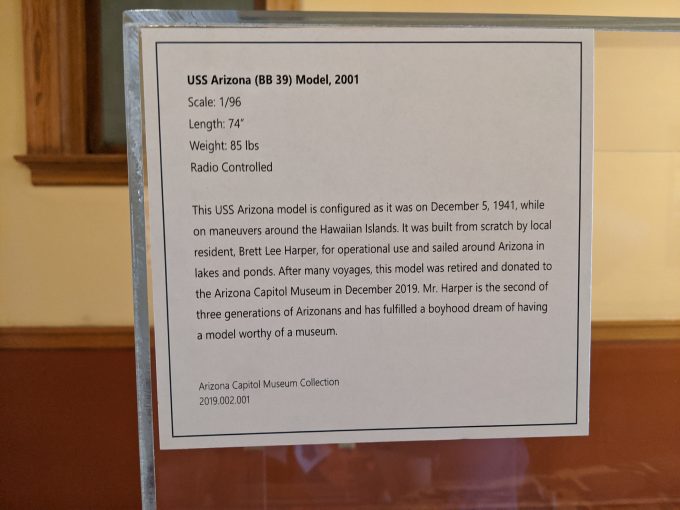 USS Arizona (BB 39) Model, 2001
Scale: 1/96
Length: 74”
Weight: 85 lbs
Radio Controlled
This USS Arizona model is configured as it was on December 5, 1941, while
on maneuvers around the Hawaiian Islands. It was built from scratch by local
resident, Brett Lee Harper, for operational use and sailed around Arizona in
lakes and ponds. After many voyages, this model was retired and donated to
the Arizona Capitol Museum in December 2019. Mr. Harper is the second of
three generations of Arizonans and has fulfilled a boyhood dream of having
a model worthy of a museum.
Arizona Capitol Museum Collection
2019.002.001